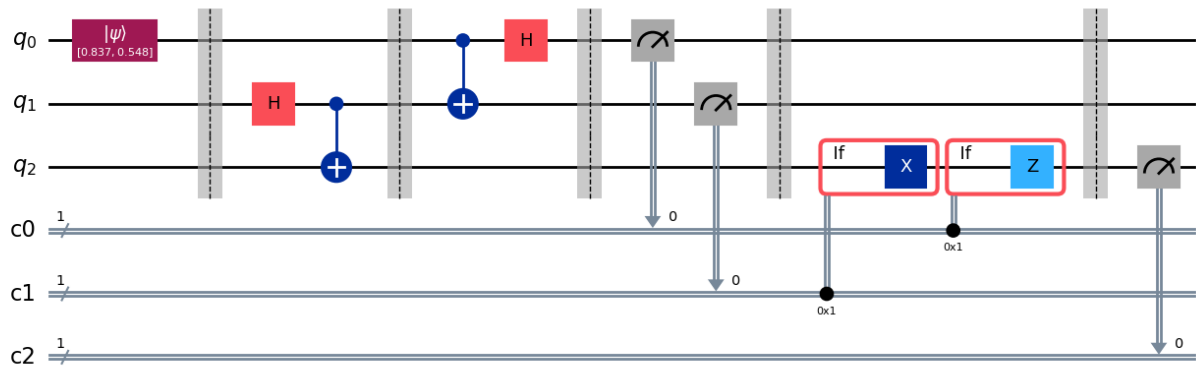 q0 |ψ⟩ H
[0.837, 0.548]
q1 H
q2 If X If Z
c0 1 0
0x1
c1 1 0
0x1
c2 1 0